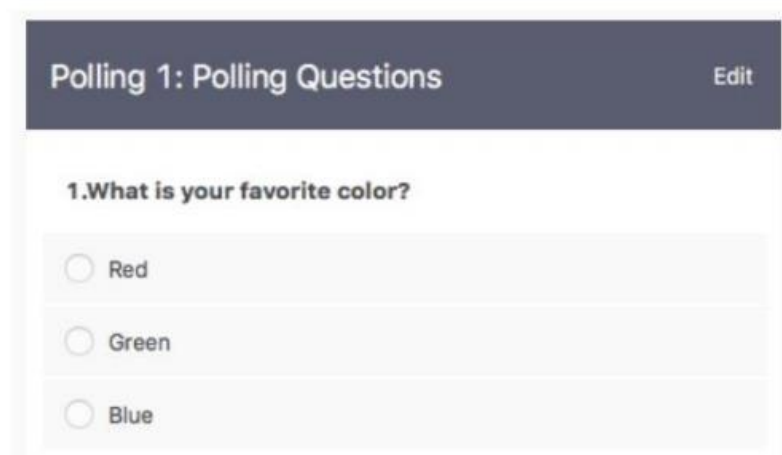 Polling 1: Polling Questions Edit
1.What is your favorite color?
Red
Green
Blue